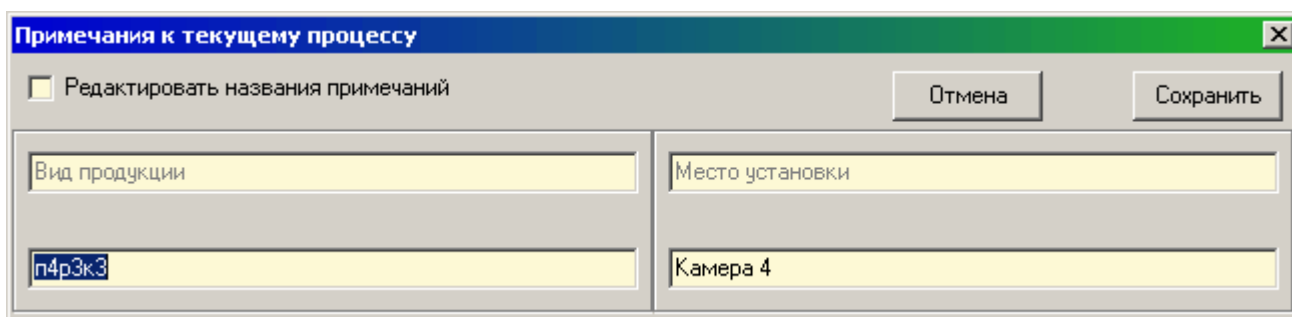 Примечания к текущему процессу
Редактировать названия примечаний
Отмена
Сохранить
Вид продукции
Место установки
п4р3к3
Камера 4